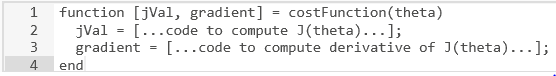 1 function [jVal, gradient] = costFunction(theta)
2 jVal = [...code to compute J(theta)...];
3 gradient = [...code to compute derivative of J(theta)...];
4 end